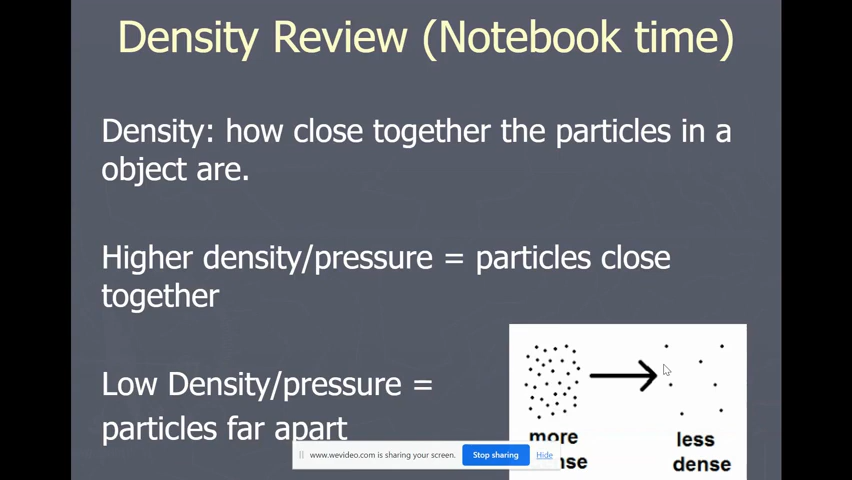 Density Review (Notebook time)
Density: how close together the particles in a
object are.
Higher density/pressure = particles close
together
Low Density/pressure =
particles far apart
more
less
dense
www.wevideo.com is sharing your screen.
Stop sharing
Hide